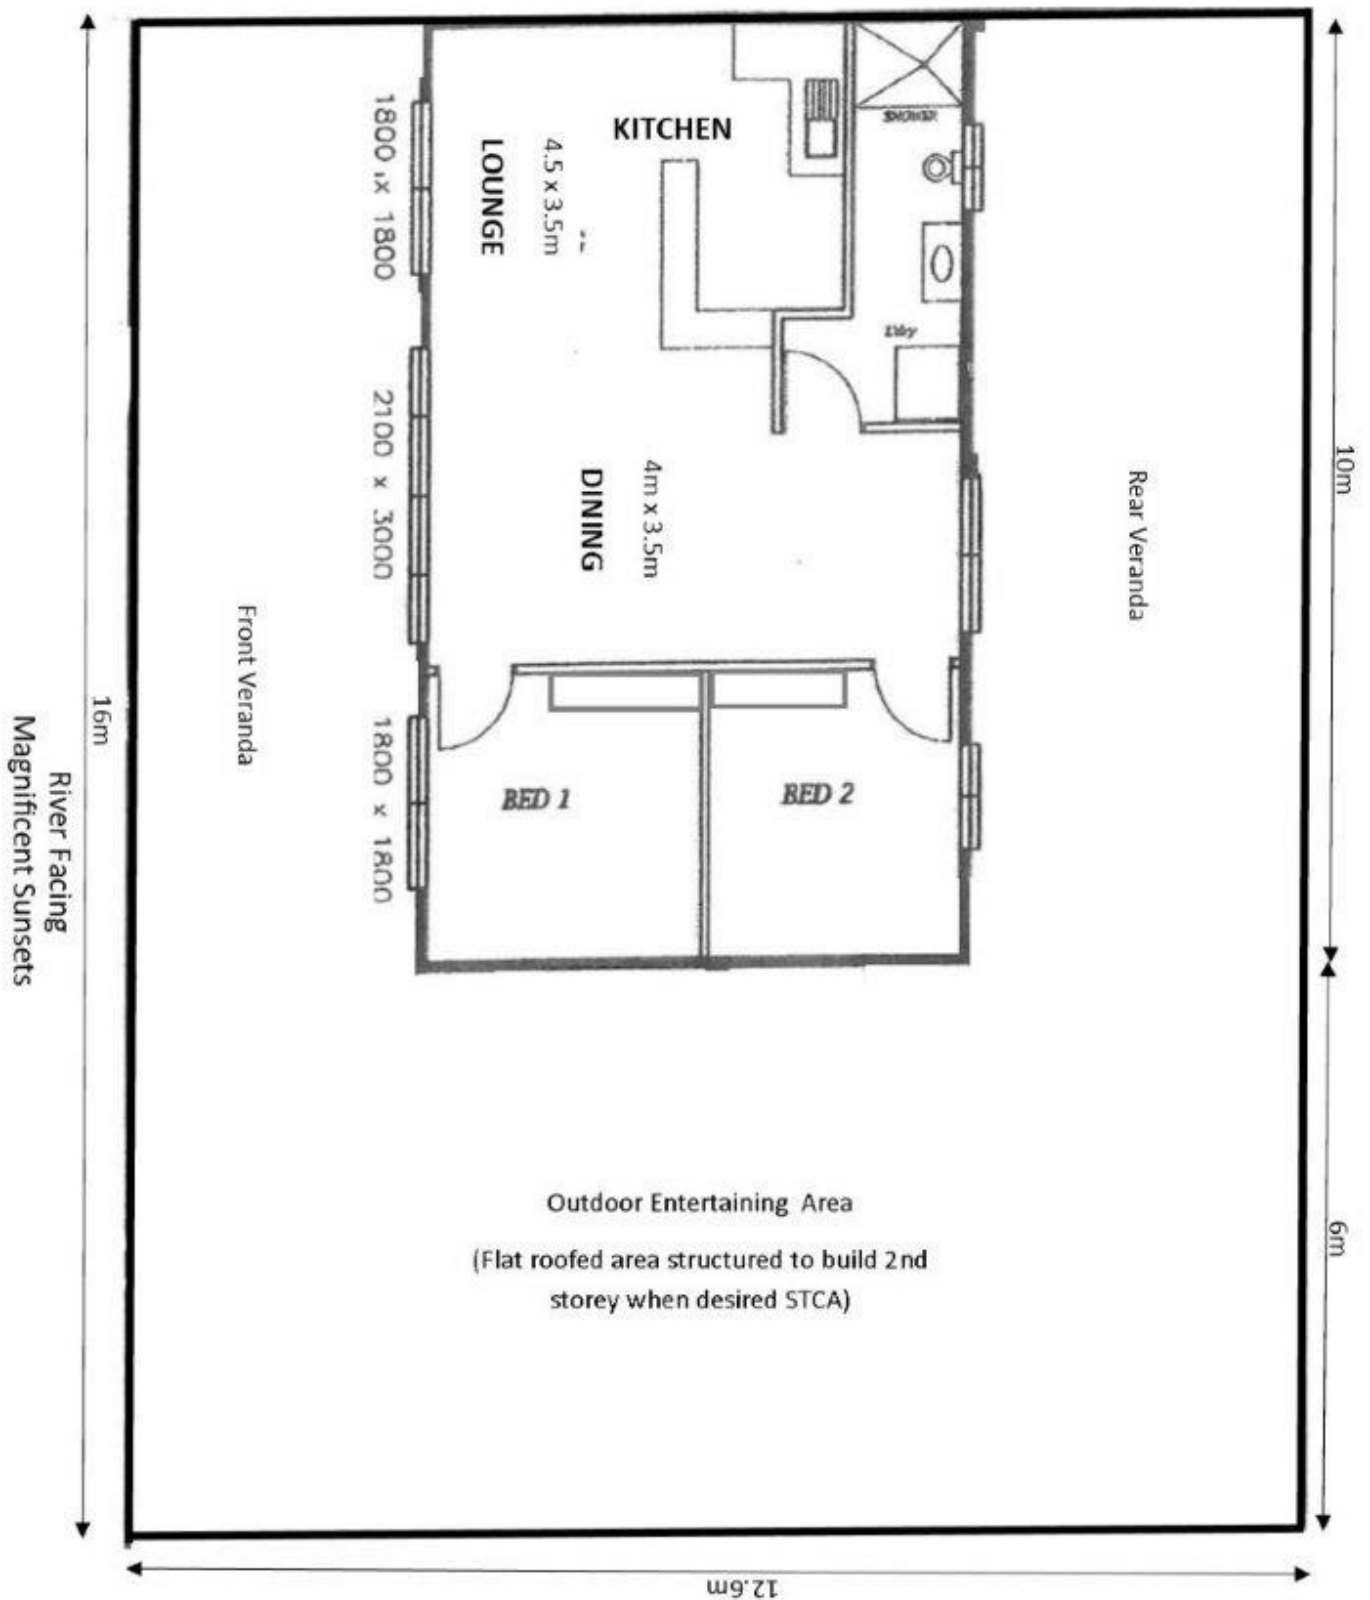 KITCHEN
LOUNGE
4.5 x 3.5m
1800 x 1800
SHOWER
L'dry
2100 x 3000
DINING
4m x 3.5m
10m
Rear Veranda
Front Veranda
16m
River Facing
Magnificent Sunsets
1800 x 1800
BED 1
BED 2
Outdoor Entertaining Area
(Flat roofed area structured to build 2nd
storey when desired STCA)
6m
12.6m